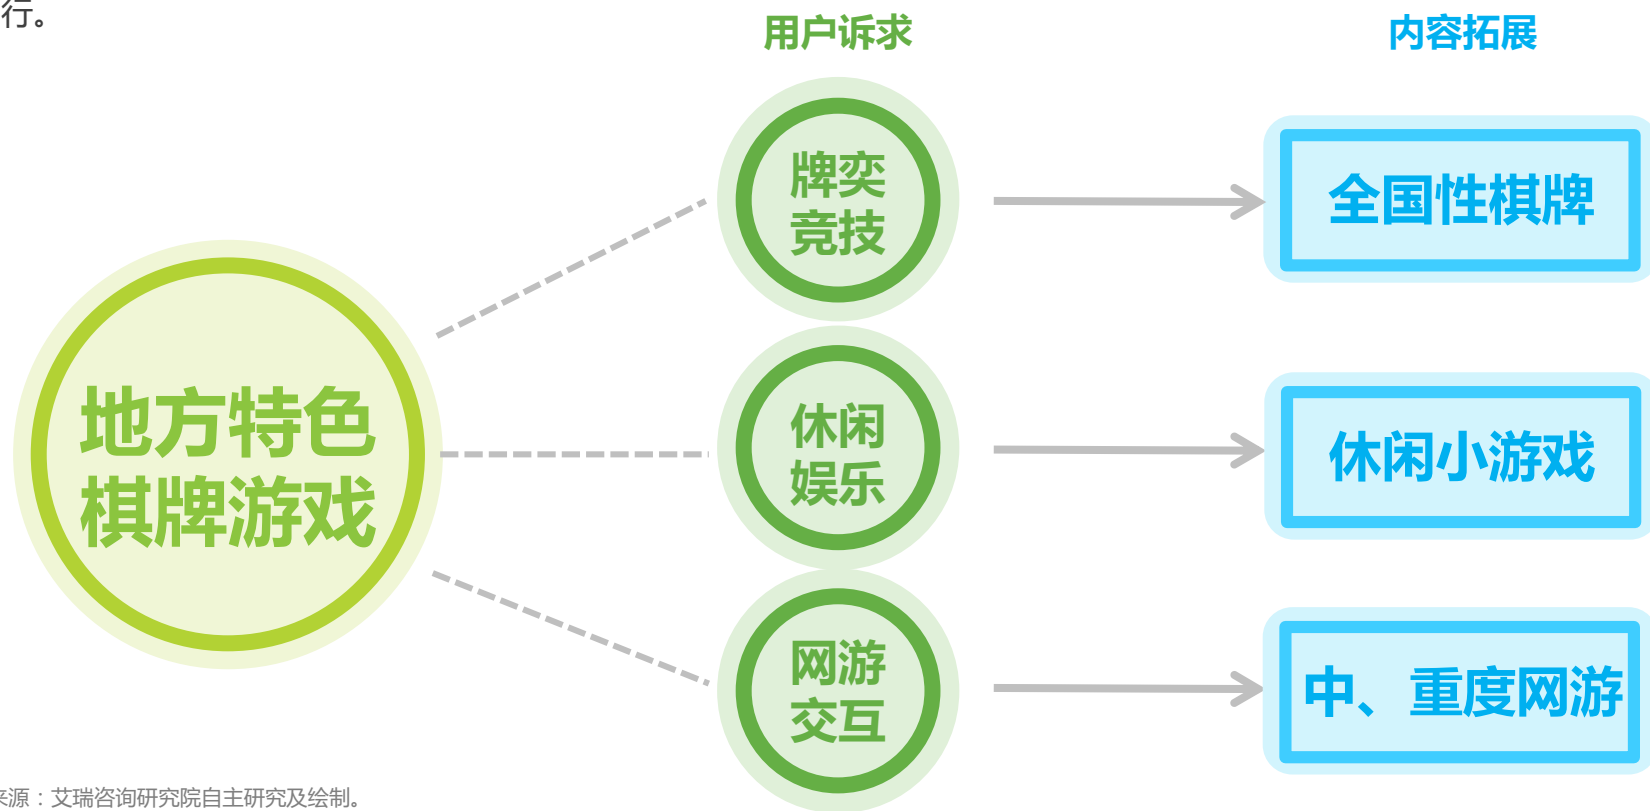 行。
用户诉求
内容拓展
牌奕
竞技
全国性棋牌
地方特色
棋牌游戏
休闲
娱乐
休闲小游戏
网游
交互
中、重度网游
来源：艾瑞咨询研究院自主研究及绘制。